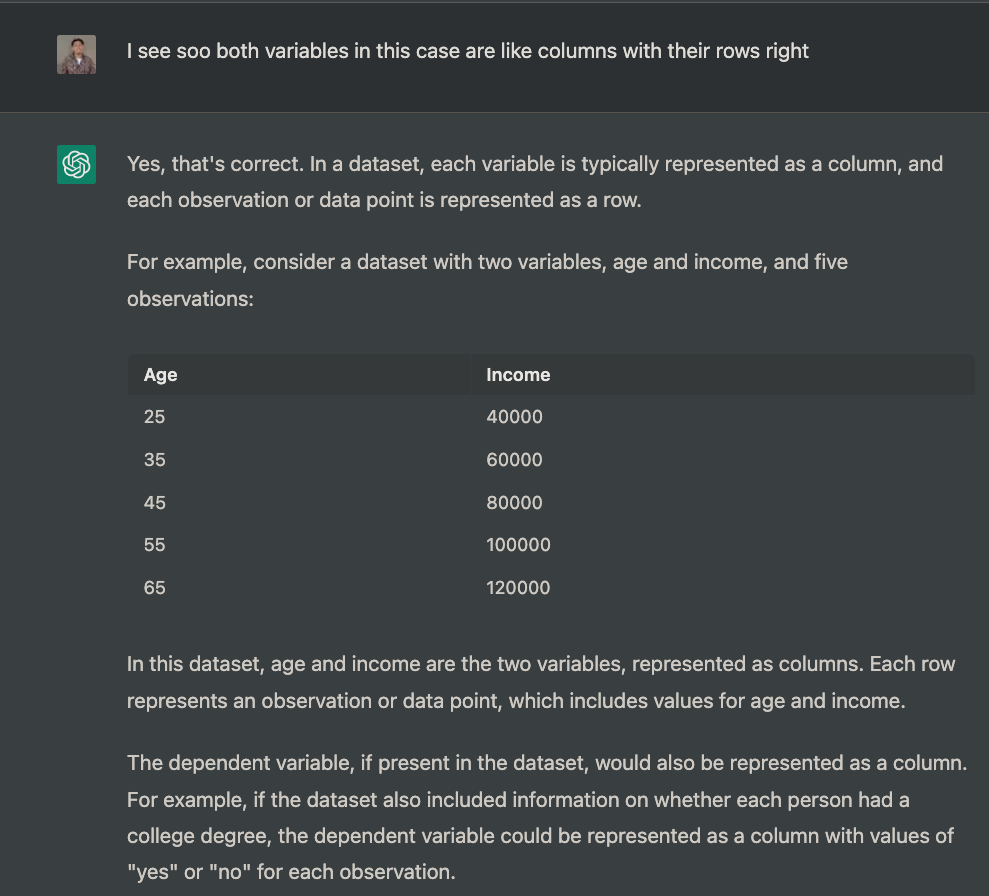 I see soo both variables in this case are like columns with their rows right
Yes, that's correct. In a dataset, each variable is typically represented as a column, and
each observation or data point is represented as a row.
For example, consider a dataset with two variables, age and income, and five
observations:
Age Income
25 40000
35 60000
45 80000
55 100000
65 120000
In this dataset, age and income are the two variables, represented as columns. Each row
represents an observation or data point, which includes values for age and income.
The dependent variable, if present in the dataset, would also be represented as a column.
For example, if the dataset also included information on whether each person had a
college degree, the dependent variable could be represented as a column with values of
"yes" or "no" for each observation.